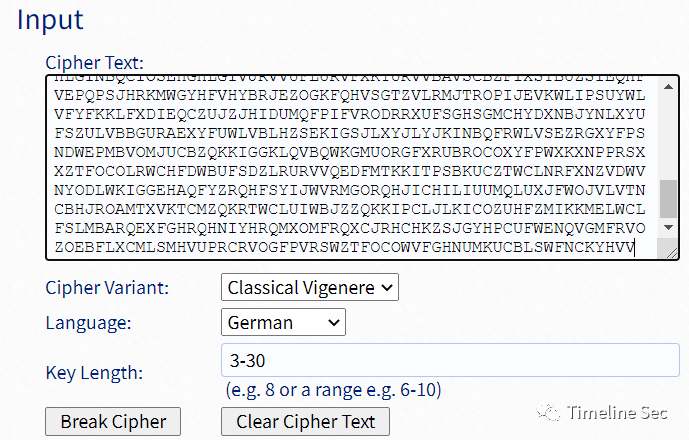 Input
Cipher Text:
VEPQPSJHRKMWGYHFVHYBRJEZOGKFQHVSGTZVLRMJTROPIJEVKWLIPSUYWL
VFYFKKLFXDIEQCZUJZJHIDUMQFPIFVRODRRXUFSGHSGMCHYDXNBJYNLXYU
FSZULVBBGURAEXYFUWLVBLHZSEKIGSJLXYJLYJKINBQFRWLVSEZRGXYFPS
NDWEPMBVOMJUCBZQKKIGGKLQVBQWKGMUORGFXRUBROCOXYFPWXKXNPPRSX
XZTFOCOLRWCHFDWBUFSDZLRURVVQEDFMTKKITPSBKUCZTWCLNRFXNZVDWV
NYODLWKIGGEHAQFYZRQHFSYIJWVRMGORQHJICHILIUUMQLUXJFWOJVLVTN
CBHJROAMTXVKTCMZQKRTWCLUIWBJZZQKKIPCLJLKICOZUHFZMIKKMELWCL
FSLMBARQEXFGHRQHNIYHRQMXOMFRQXCJRHCHKZSJGYHPCUFWENQVGMFRVO
ZOEBFLXCMLSMHVUPRCRVOGFPVRSWZTFOCOWVFGHNUMKUCBLSWFNCKYHVV
Cipher Variant:
Classical Vigenere
Language:
German
Key Length:
3-30
(e.g. 8 or a range e.g. 6-10)
Break Cipher
Clear Cipher Text
Timeline Sec